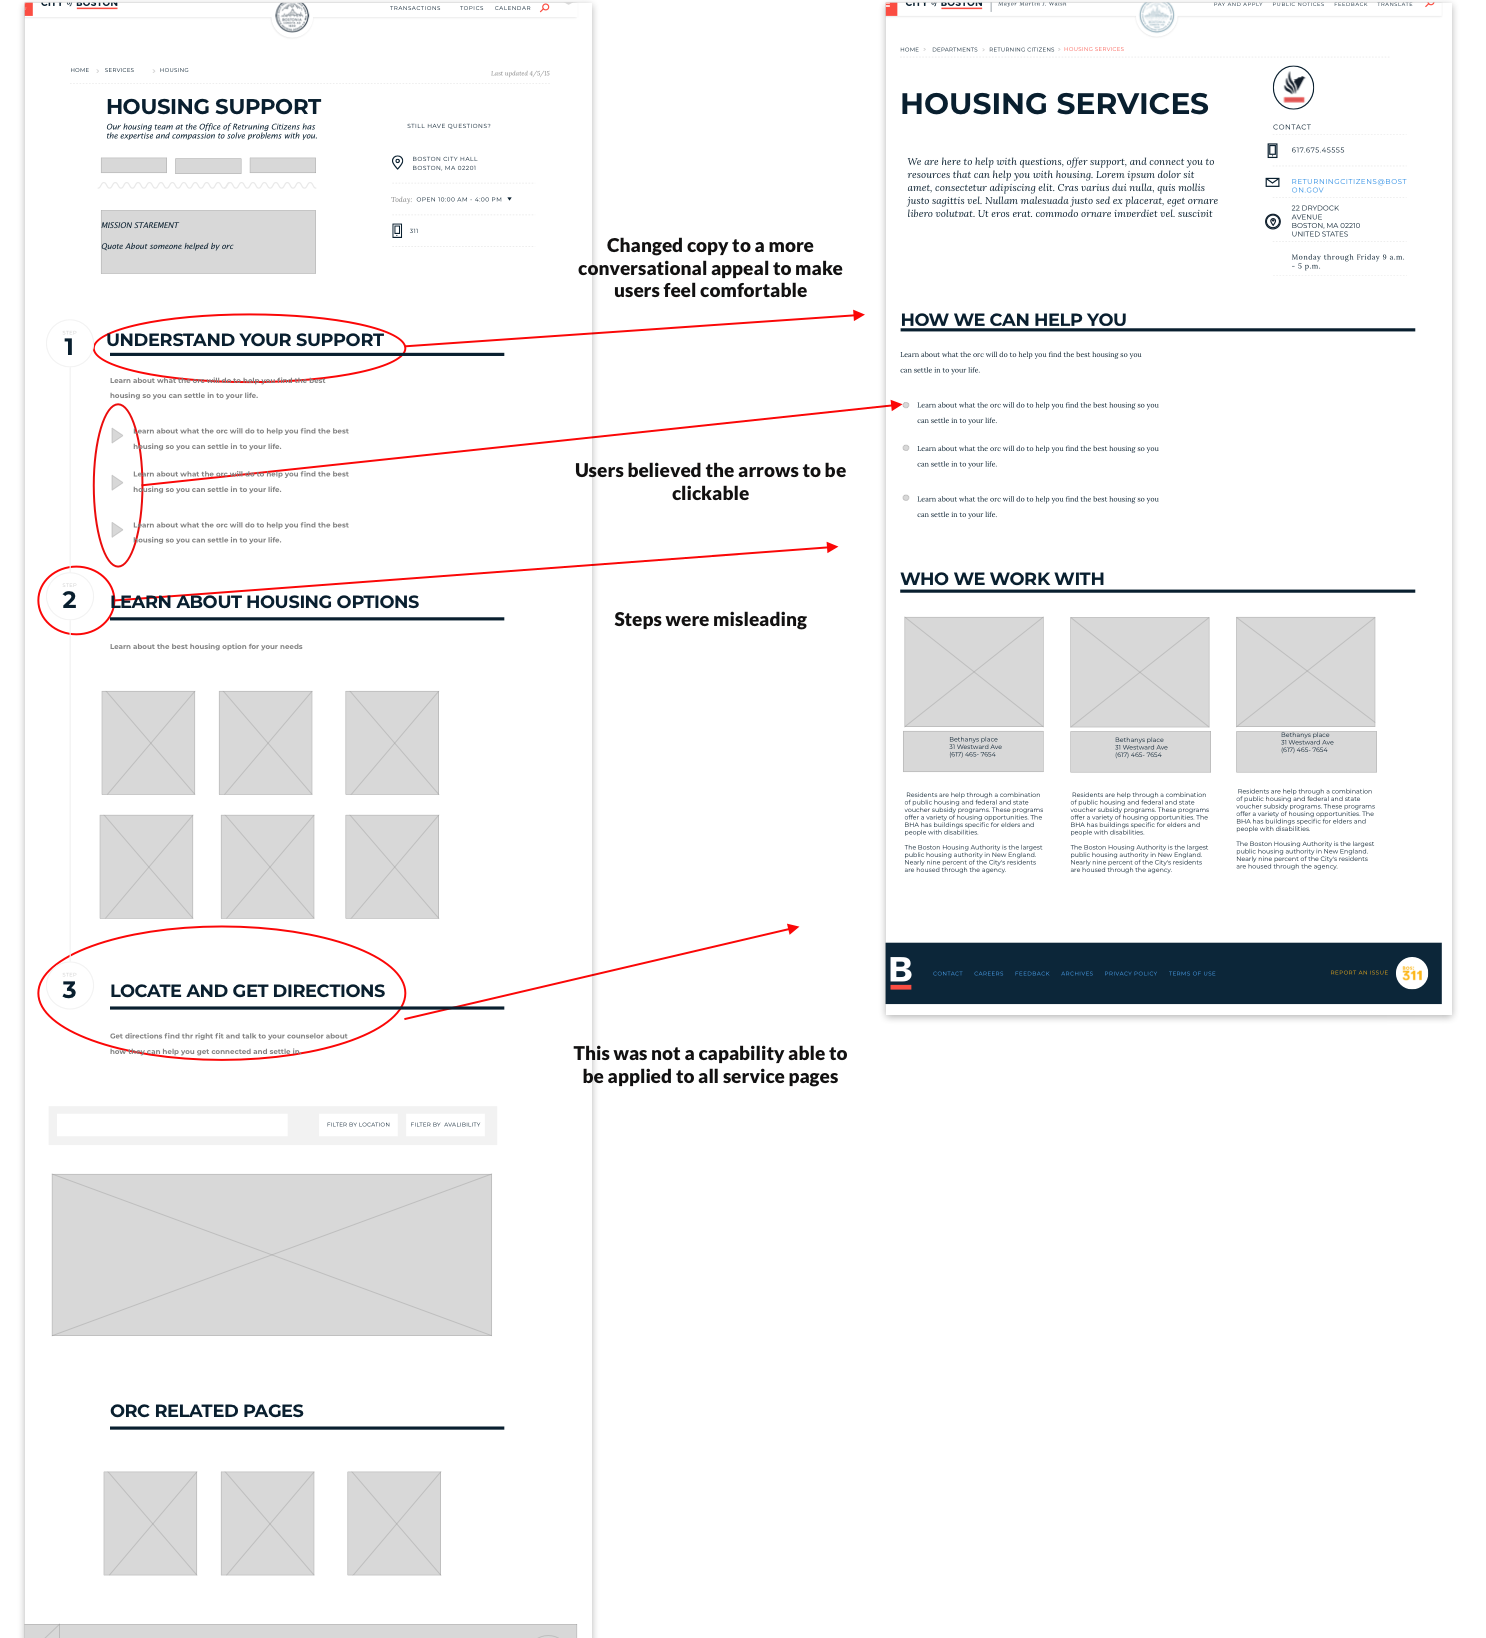 CITY of BOSTON
TRANSACTIONS TOPICS CALENDAR
HOME > SERVICES > HOUSING
Last updated 4/5/15
HOUSING SUPPORT
Our housing team at the Office of Retruning Citizens has
the expertise and compassion to solve problems with you.
MISSION STAREMENT
Quote About someone helped by orc
STILL HAVE QUESTIONS?
BOSTON CITY HALL
BOSTON, MA 02201
Today: OPEN 10:00 AM - 4:00 PM
311
STEP
1
UNDERSTAND YOUR SUPPORT
Learn about what the orc will do to help you find the best
housing so you can settle in to your life.
Learn about what the orc will do to help you find the best
housing so you can settle in to your life.
Learn about what the orc will do to help you find the best
housing so you can settle in to your life.
Learn about what the orc will do to help you find the best
housing so you can settle in to your life.
STEP
2
LEARN ABOUT HOUSING OPTIONS
Learn about the best housing option for your needs
STEP
3
LOCATE AND GET DIRECTIONS
Get directions find thr right fit and talk to your counselor about
how they can help you get connected and settle in.
FILTER BY LOCATION
FILTER BY AVALIBILITY
ORC RELATED PAGES
Changed copy to a more
conversational appeal to make
users feel comfortable
Users believed the arrows to be
clickable
Steps were misleading
This was not a capability able to
be applied to all service pages
CITY of BOSTON
Mayor Martin J. Walsh
PAY AND APPLY PUBLIC NOTICES FEEDBACK TRANSLATE
HOME > DEPARTMENTS > RETURNING CITIZENS > HOUSING SERVICES
HOUSING SERVICES
We are here to help with questions, offer support, and connect you to
resources that can help you with housing. Lorem ipsum dolor sit
amet, consectetur adipiscing elit. Cras varius dui nulla, quis mollis
justo sagittis vel. Nullam malesuada justo sed ex placerat, eget ornare
libero volutpat. Ut eros erat, commodo ornare imperdiet vel, suscipit
CONTACT
617.675.45555
RETURNINGCITIZENS@BOST
ON.GOV
22 DRYDOCK
AVENUE
BOSTON, MA 02210
UNITED STATES
Monday through Friday 9 a.m.
- 5 p.m.
HOW WE CAN HELP YOU
Learn about what the orc will do to help you find the best housing so you
can settle in to your life.
Learn about what the orc will do to help you find the best housing so you
can settle in to your life.
Learn about what the orc will do to help you find the best housing so you
can settle in to your life.
Learn about what the orc will do to help you find the best housing so you
can settle in to your life.
WHO WE WORK WITH
Bethanys place
31 Westward Ave
(617) 465- 7654
Residents are help through a combination
of public housing and federal and state
voucher subsidy programs. These programs
offer a variety of housing opportunities. The
BHA has buildings specific for elders and
people with disabilities.
The Boston Housing Authority is the largest
public housing authority in New England.
Nearly nine percent of the City's residents
are housed through the agency.
Bethanys place
31 Westward Ave
(617) 465- 7654
Residents are help through a combination
of public housing and federal and state
voucher subsidy programs. These programs
offer a variety of housing opportunities. The
BHA has buildings specific for elders and
people with disabilities.
The Boston Housing Authority is the largest
public housing authority in New England.
Nearly nine percent of the City's residents
are housed through the agency.
Bethanys place
31 Westward Ave
(617) 465- 7654
Residents are help through a combination
of public housing and federal and state
voucher subsidy programs. These programs
offer a variety of housing opportunities. The
BHA has buildings specific for elders and
people with disabilities.
The Boston Housing Authority is the largest
public housing authority in New England.
Nearly nine percent of the City's residents
are housed through the agency.
B
CONTACT CAREERS FEEDBACK ARCHIVES PRIVACY POLICY TERMS OF USE
REPORT AN ISSUE
BOS:
311